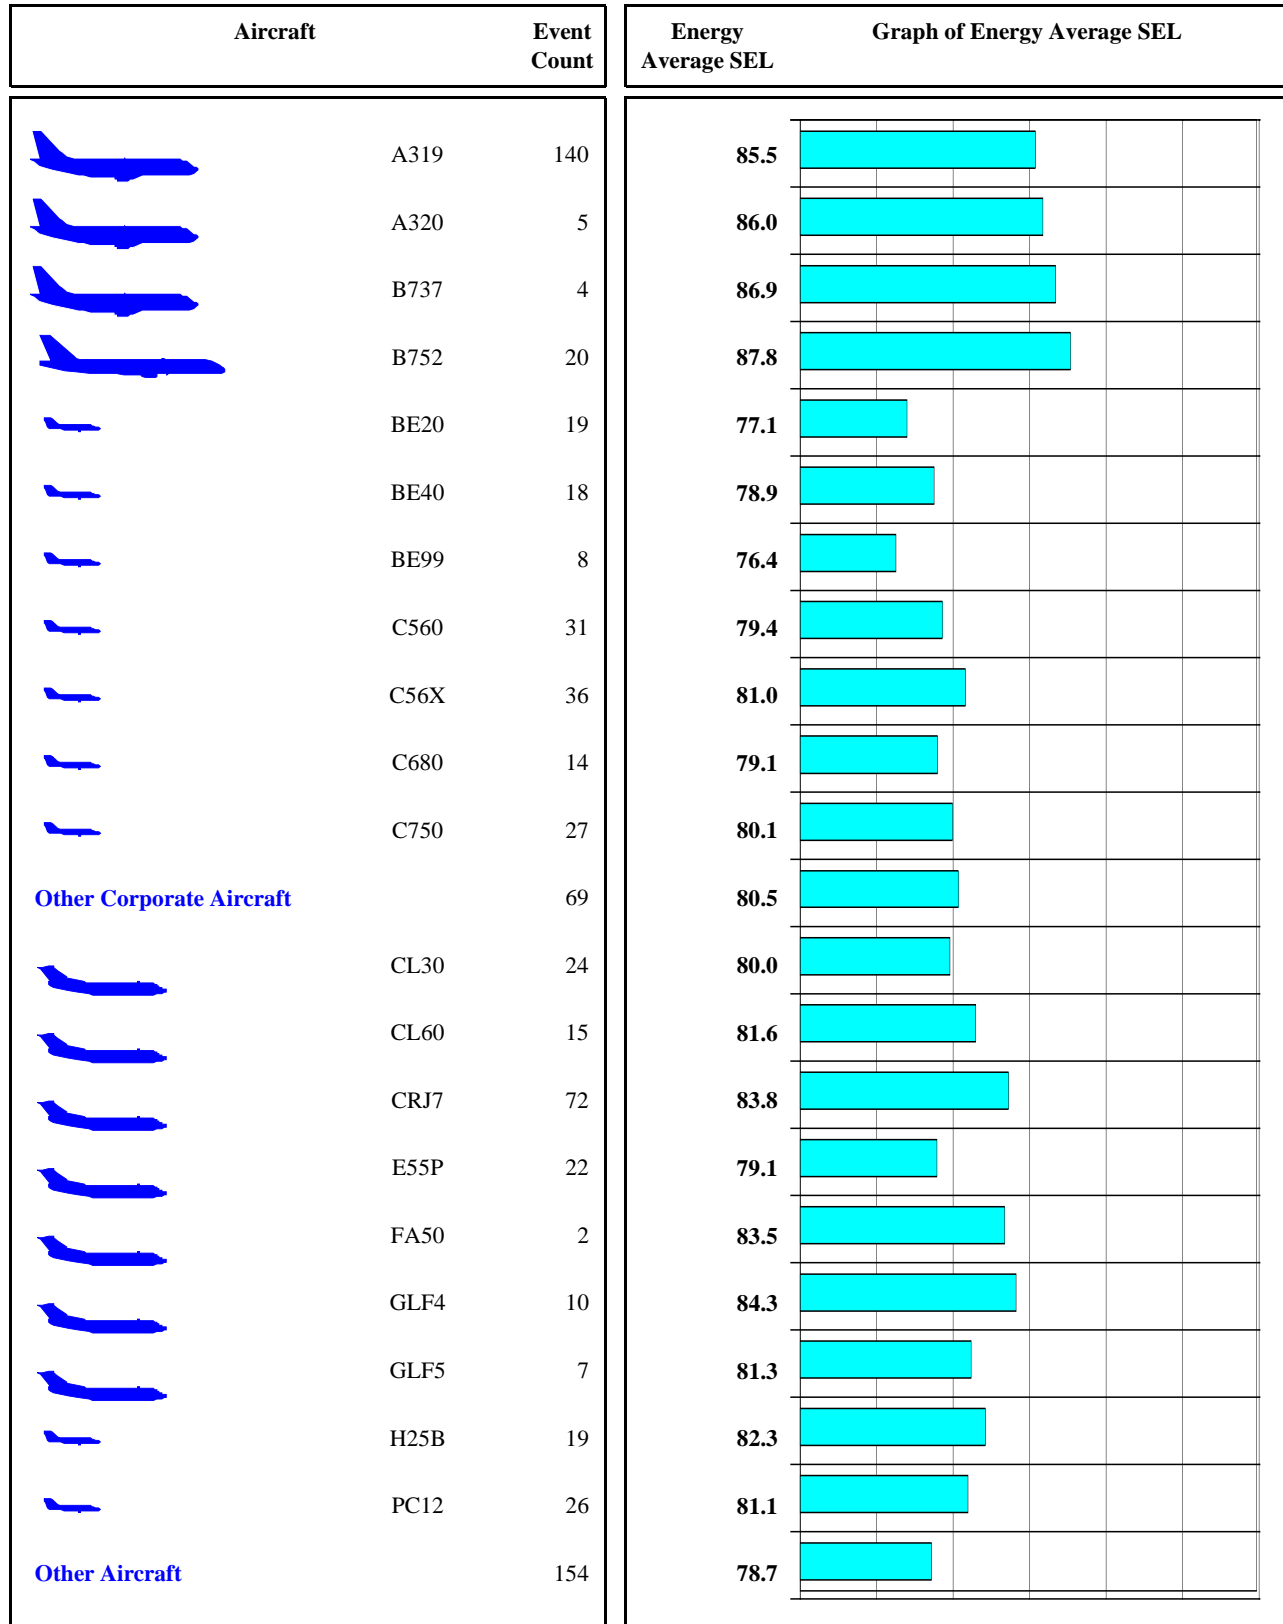 Aircraft Event Count
Energy Average SEL Graph of Energy Average SEL
A319 140 85.5
A320 5 86.0
B737 4 86.9
B752 20 87.8
BE20 19 77.1
BE40 18 78.9
BE99 8 76.4
C560 31 79.4
C56X 36 81.0
C680 14 79.1
C750 27 80.1
Other Corporate Aircraft 69 80.5
CL30 24 80.0
CL60 15 81.6
CRJ7 72 83.8
E55P 22 79.1
FA50 2 83.5
GLF4 10 84.3
GLF5 7 81.3
H25B 19 82.3
PC12 26 81.1
Other Aircraft 154 78.7